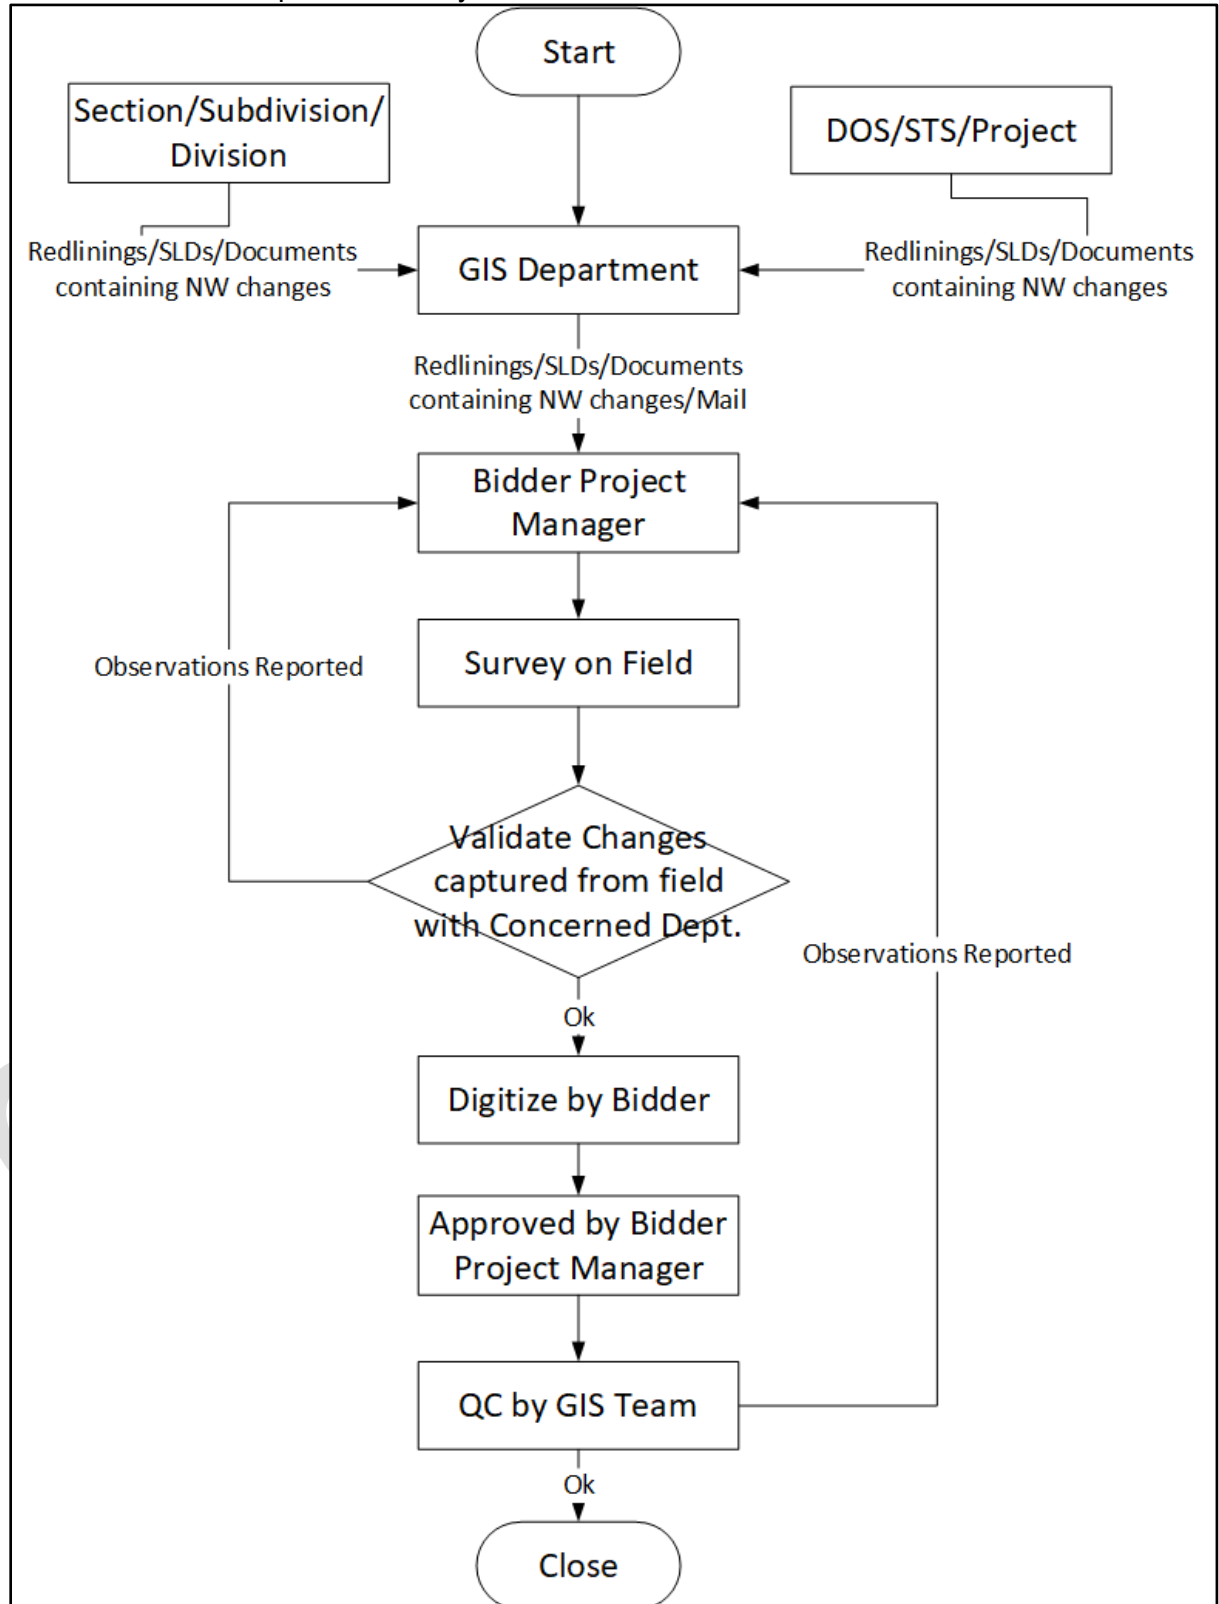 Start
Section/Subdivision/
Division
DOS/STS/Project
Redlinings/SLDs/Documents
containing NW changes
GIS Department
Redlinings/SLDs/Documents
containing NW changes
Redlinings/SLDs/Documents
containing NW changes/Mail
Bidder Project
Manager
Survey on Field
Observations Reported
Validate Changes
captured from field
with Concerned Dept.
Observations Reported
Ok
Digitize by Bidder
Approved by Bidder
Project Manager
QC by GIS Team
Ok
Close